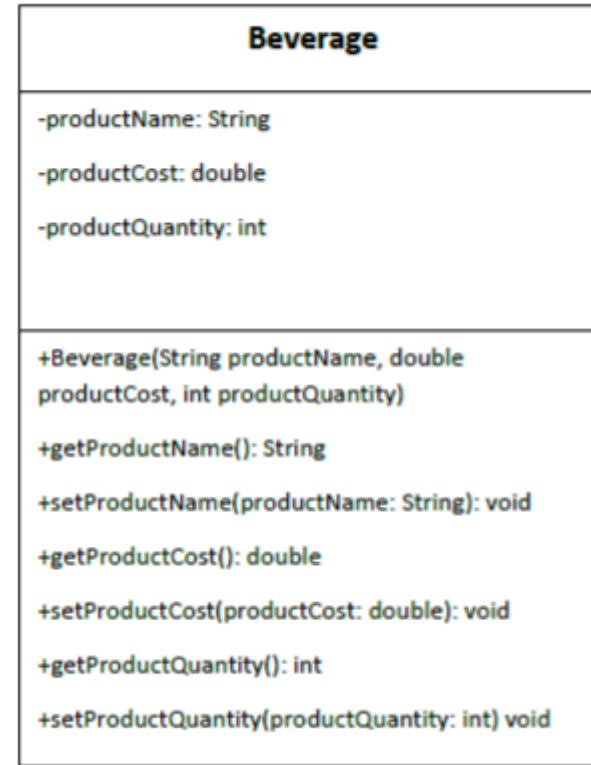 Beverage
-productName: String
-productCost: double
-productQuantity: int
+Beverage(String productName, double
productCost, int productQuantity)
+getProductName(): String
+setProductName(productName: String): void
+getProductCost(): double
+setProductCost(productCost: double): void
+getProductQuantity(): int
+setProductQuantity(productQuantity: int) void